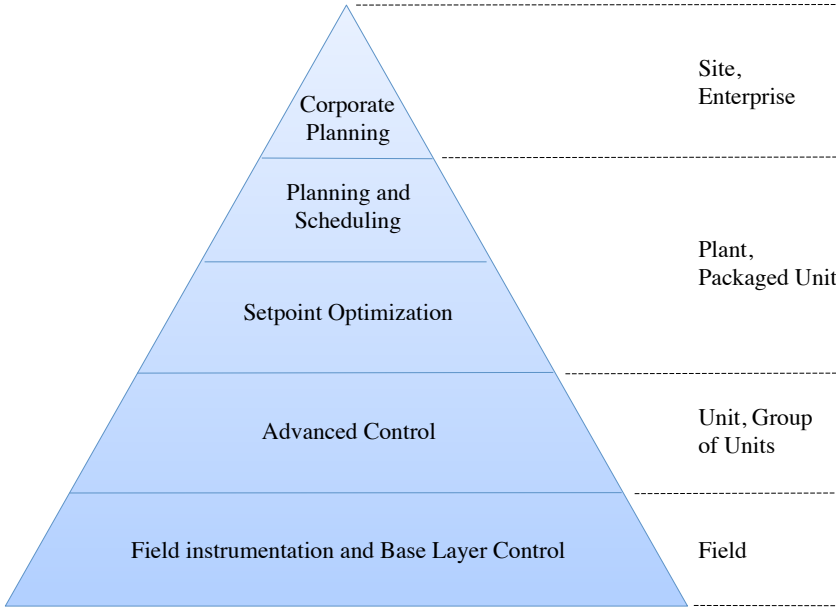 Corporate
Planning
Site,
Enterprise
Planning and
Scheduling
Plant,
Packaged Unit
Setpoint Optimization
Advanced Control
Unit, Group
of Units
Field instrumentation and Base Layer Control
Field